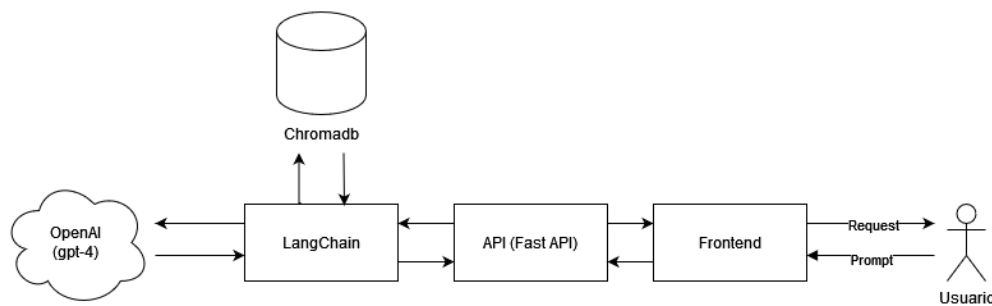 Chromadb
OpenAI
(gpt-4)
LangChain
API (Fast API)
Frontend
Request
Prompt
Usuario